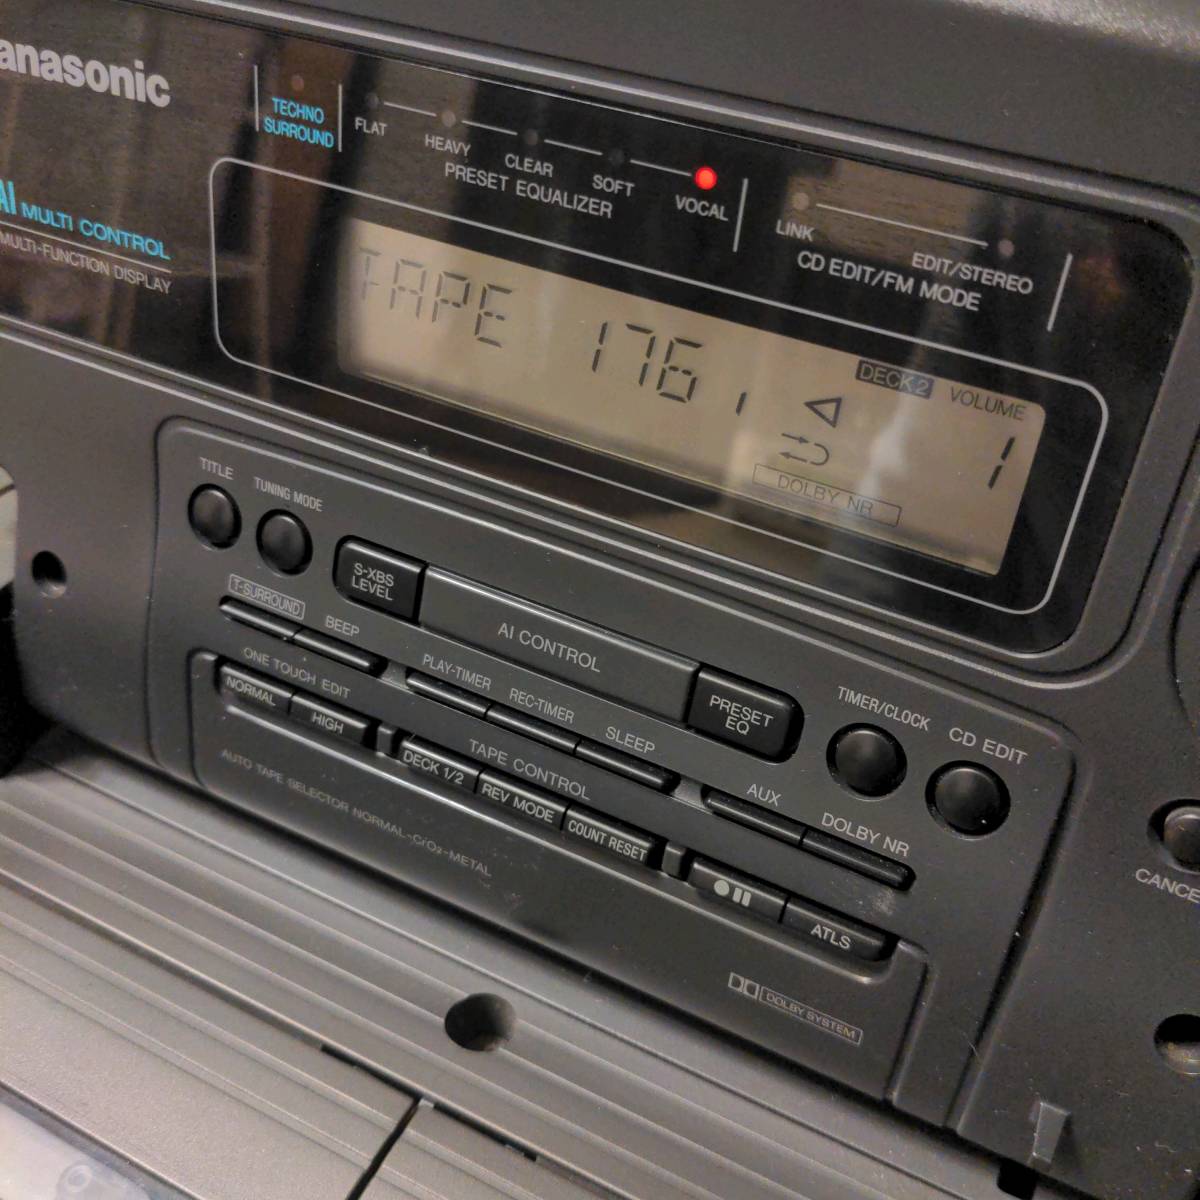 anasonic
TECHNO
SURROUND
FLAT
HEAVY
CLEAR
SOFT
VOCAL
PRESET EQUALIZER
LINK
EDIT/STEREO
CD EDIT/FM MODE
AI MULTI CONTROL
MULTI-FUNCTION DISPLAY
TAPE 176
DECK 2
VOLUME
1
DOLBY NR
TITLE
TUNING MODE
S-XBS
LEVEL
AI CONTROL
PRESET
EQ
TIMER/CLOCK
CD EDIT
T-SURROUND
BEEP
PLAY-TIMER
REC-TIMER
SLEEP
AUX
DOLBY NR
ONE TOUCH EDIT
NORMAL
HIGH
TAPE CONTROL
DECK 1/2
REV MODE
COUNT RESET
ATLS
AUTO TAPE SELECTOR NORMAL-CrO₂-METAL
DOLBY SYSTEM
CANCE